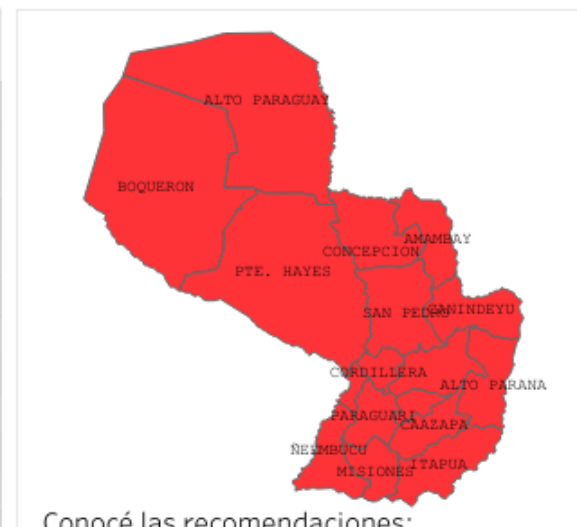 ALTO PARAGUAY
BOQUERON
AMAMBAY
CONCEPCION
PTE. HAYES
SAN PEDRO
CANINDEYU
CORDILLERA
ALTO PARANA
PARAGUARI
CAAZAPA
ÑEEMBUCU
ITAPUA
MISIONES
Conocé las recomendaciones: